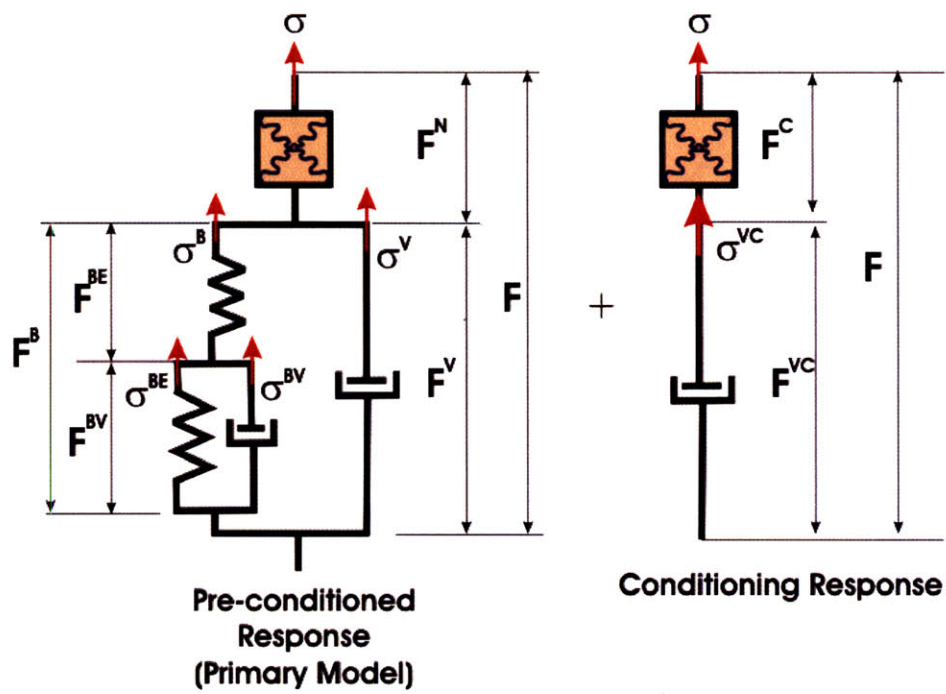 σ
σ
F^N
F^C
σ^B
σ^V
σ^VC
F^BE
F
F
+
F^B
σ^BE
σ^BV
F^V
F^VC
F^BV
Pre-conditioned
Response
(Primary Model)
Conditioning Response